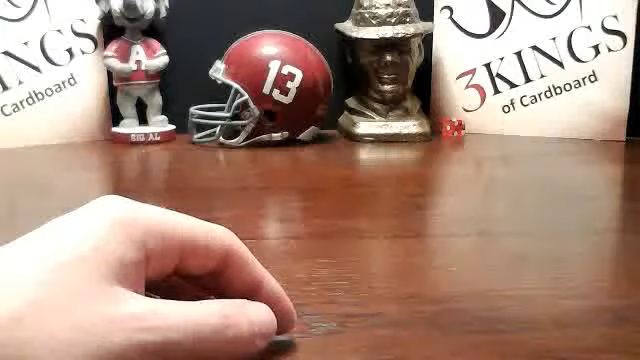 KINGS
Cardboard
A
BIG AL
13
3KINGS
of Cardboard